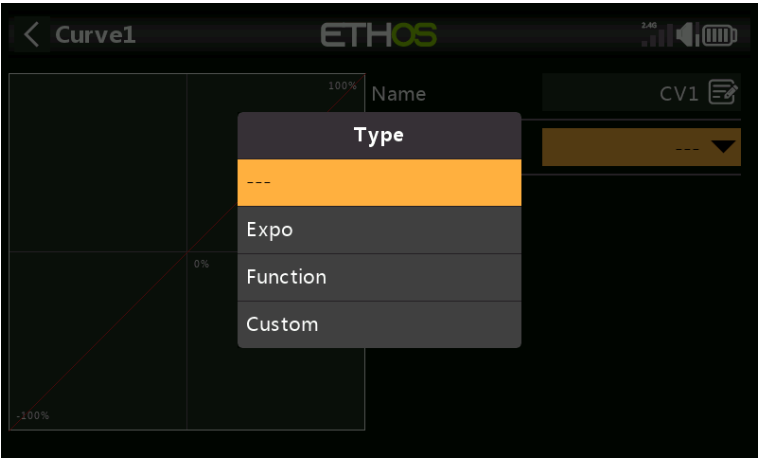 Curve1
ETHOS
2.4G
100%
Name
CV1
Type
---
---
Expo
Function
Custom
0%
-100%